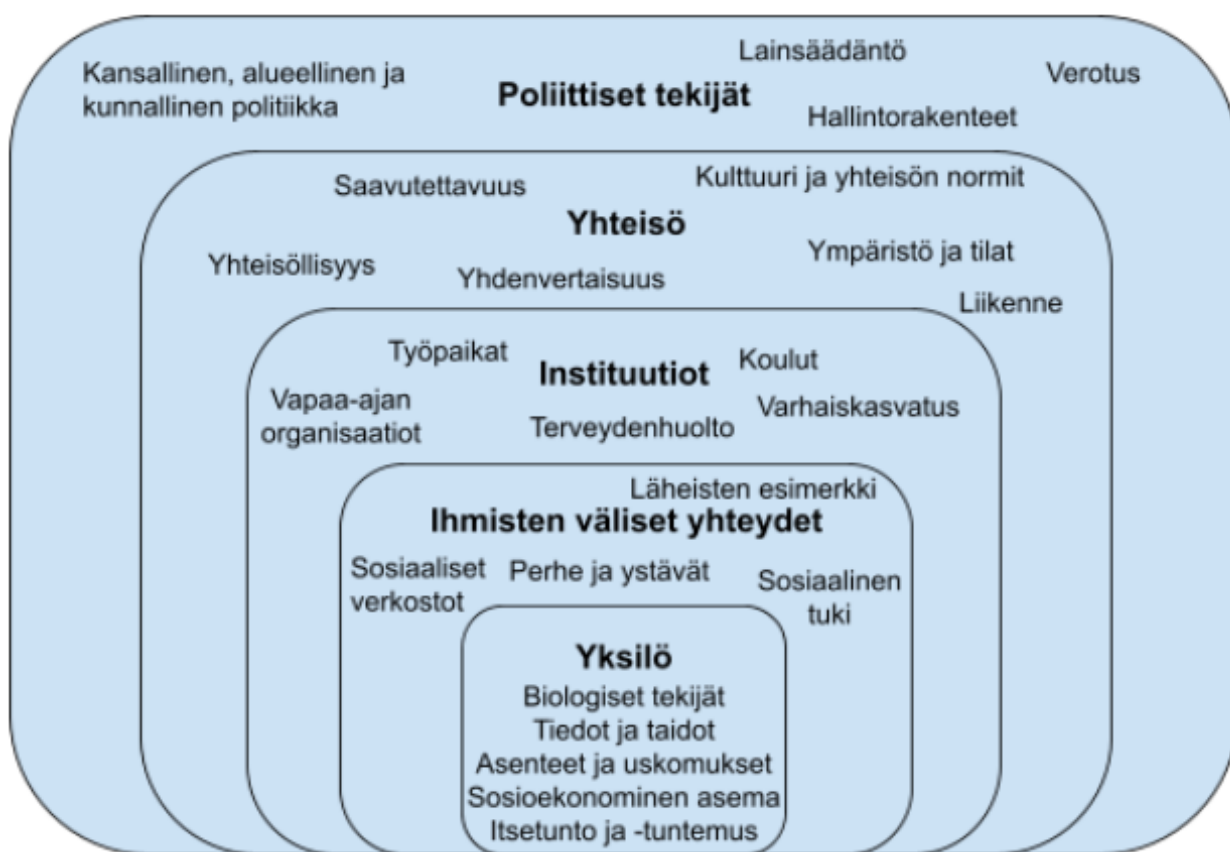 Lainsäädäntö
Kansallinen, alueellinen ja
kunnallinen politiikka
Verotus
Poliittiset tekijät
Hallintorakenteet
Saavutettavuus
Kulttuuri ja yhteisön normit
Yhteisö
Yhteisöllisyys
Yhdenvertaisuus
Ympäristö ja tilat
Liikenne
Työpaikat
Instituutiot
Koulut
Vapaa-ajan
organisaatiot
Terveydenhuolto
Varhaiskasvatus
Läheisten esimerkki
Ihmisten väliset yhteydet
Sosiaaliset
verkostot
Perhe ja ystävät
Sosiaalinen
tuki
Yksilö
Biologiset tekijät
Tiedot ja taidot
Asenteet ja uskomukset
Sosioekonominen asema
Itsetunto ja -tuntemus